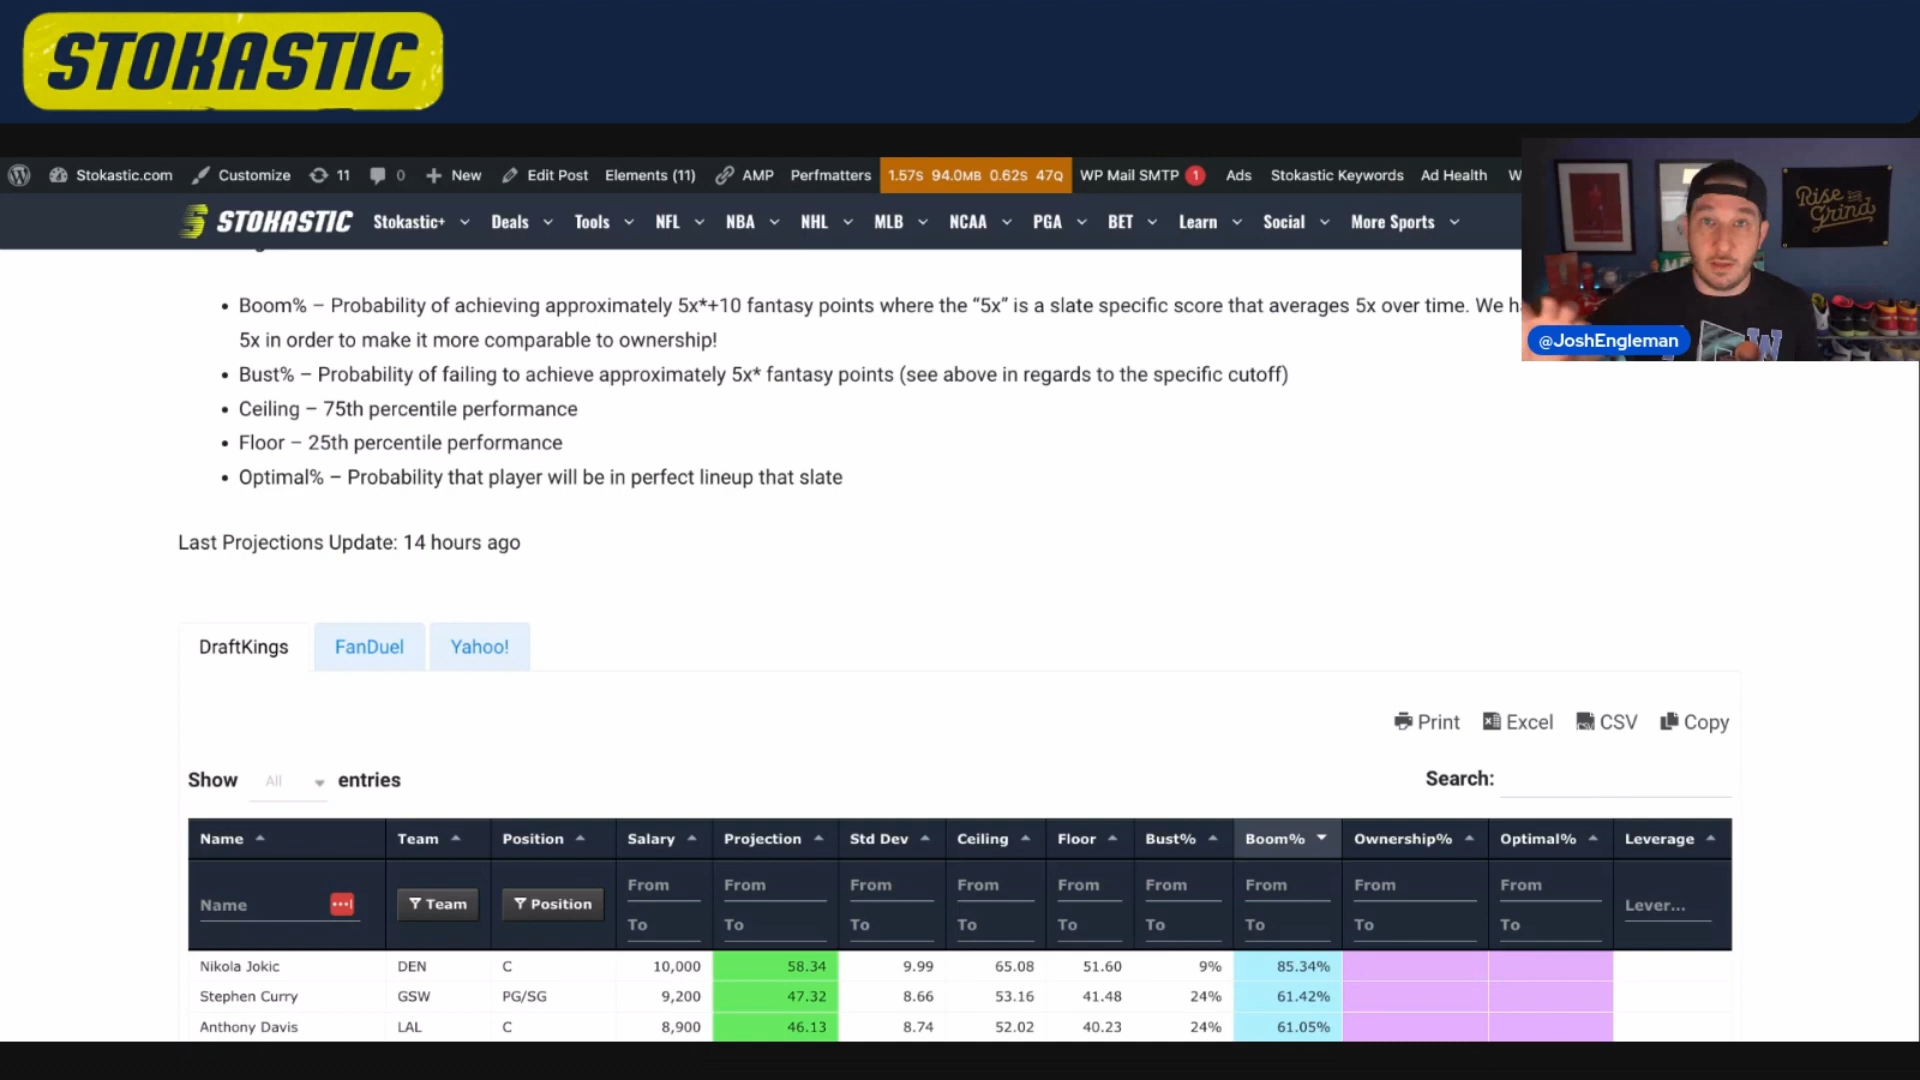 STOKASTIC
Stokastic.com Customize 11 0 New Edit Post Elements (11) AMP Perfmatters 1.57S 94.0MB 0.62S 47Q WP Mail SMTP 1 Ads Stokastic Keywords Ad Health W
STOKASTIC Stokastic+ Deals Tools NFL NBA NHL MLB NCAA PGA BET Learn Social More Sports
Rise and Grind
@JoshEngleman
• Boom% – Probability of achieving approximately 5x*+10 fantasy points where the “5x” is a slate specific score that averages 5x over time. We h
5x in order to make it more comparable to ownership!
• Bust% – Probability of failing to achieve approximately 5x* fantasy points (see above in regards to the specific cutoff)
• Ceiling – 75th percentile performance
• Floor – 25th percentile performance
• Optimal% – Probability that player will be in perfect lineup that slate
Last Projections Update: 14 hours ago
DraftKings FanDuel Yahoo!
Print Excel CSV Copy
Show All entries Search:
Name Team Position Salary Projection Std Dev Ceiling Floor Bust% Boom% Ownership% Optimal% Leverage
From From From From From From From From From
Name Team Position Lever...
To To To To To To To To To
Nikola Jokic DEN C 10,000 58.34 9.99 65.08 51.60 9% 85.34%
Stephen Curry GSW PG/SG 9,200 47.32 8.66 53.16 41.48 24% 61.42%
Anthony Davis LAL C 8,900 46.13 8.74 52.02 40.23 24% 61.05%